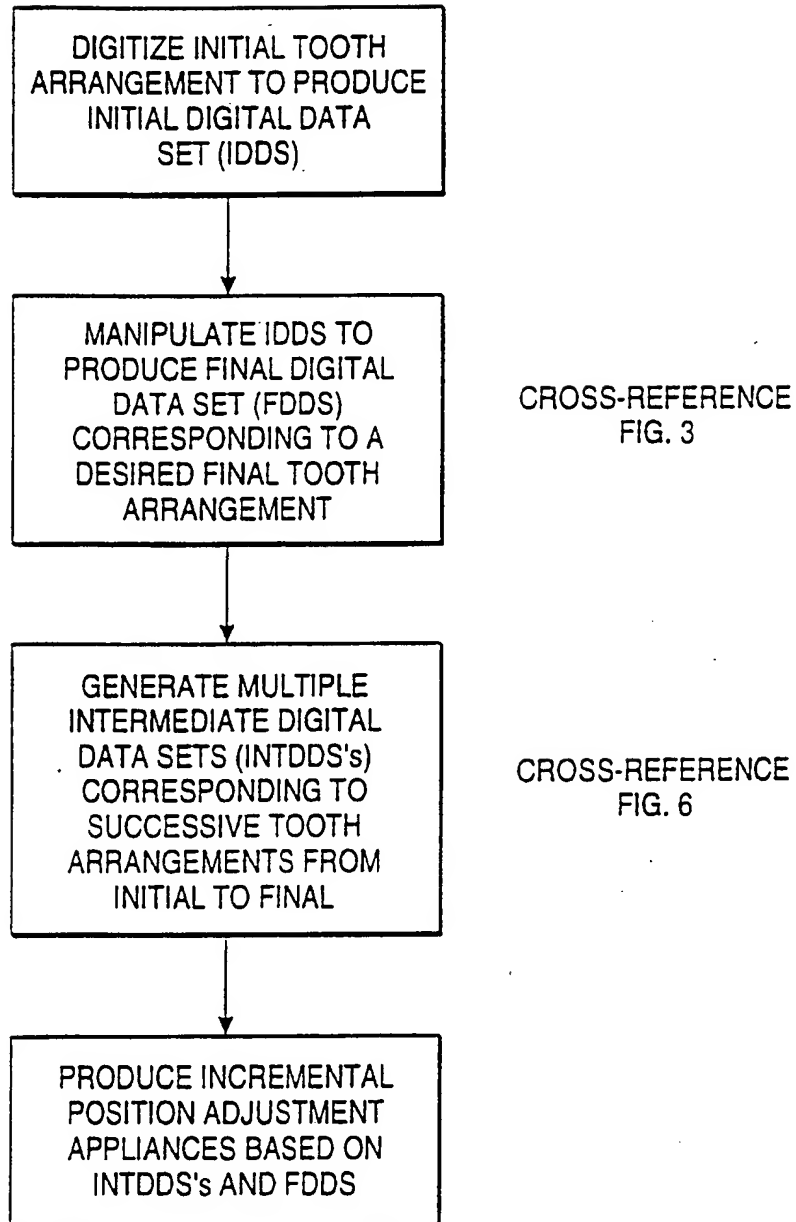 DIGITIZE INITIAL TOOTH
ARRANGEMENT TO PRODUCE
INITIAL DIGITAL DATA
SET (IDDS)
MANIPULATE IDDS TO
PRODUCE FINAL DIGITAL
DATA SET (FDDS)
CORRESPONDING TO A
DESIRED FINAL TOOTH
ARRANGEMENT
CROSS-REFERENCE
FIG. 3
GENERATE MULTIPLE
INTERMEDIATE DIGITAL
DATA SETS (INTDDS's)
CORRESPONDING TO
SUCCESSIVE TOOTH
ARRANGEMENTS FROM
INITIAL TO FINAL
CROSS-REFERENCE
FIG. 6
PRODUCE INCREMENTAL
POSITION ADJUSTMENT
APPLIANCES BASED ON
INTDDS's AND FDDS